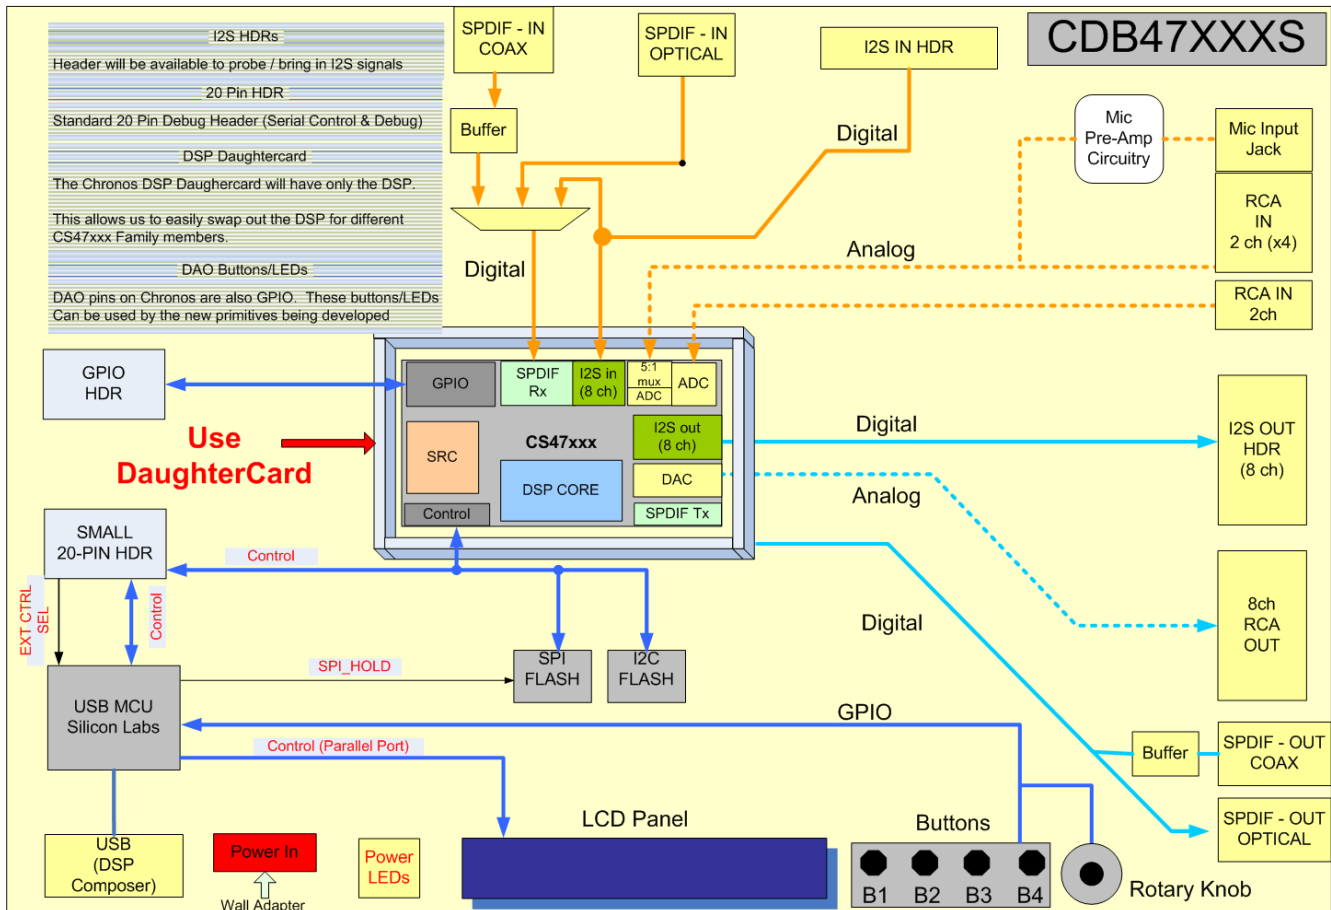 CDB47XXXS
I2S HDRs
Header will be available to probe / bring in I2S signals
20 Pin HDR
Standard 20 Pin Debug Header (Serial Control & Debug)
DSP Daughtercard
The Chronos DSP Daughercard will have only the DSP.
This allows us to easily swap out the DSP for different
CS47xxx Family members.
DAO Buttons/LEDs
DAO pins on Chronos are also GPIO. These buttons/LEDs
Can be used by the new primitives being developed
SPDIF - IN
COAX
SPDIF - IN
OPTICAL
I2S IN HDR
Buffer
Digital
Digital
Mic
Pre-Amp
Circuitry
Mic Input
Jack
RCA
IN
2 ch (x4)
Analog
RCA IN
2ch
GPIO
HDR
GPIO
SPDIF
Rx
I2S in
(8 ch)
5:1
mux
ADC
ADC
Use
DaughterCard
SRC
CS47xxx
DSP CORE
I2S out
(8 ch)
DAC
SPDIF Tx
Control
Digital
Analog
I2S OUT
HDR
(8 ch)
SMALL
20-PIN HDR
Control
EXT CTRL
SEL
Control
SPI_HOLD
SPI
FLASH
I2C
FLASH
Digital
8ch
RCA
OUT
USB MCU
Silicon Labs
GPIO
Control (Parallel Port)
Buffer
SPDIF - OUT
COAX
SPDIF - OUT
OPTICAL
USB
(DSP
Composer)
Power In
Wall Adapter
Power
LEDs
LCD Panel
Buttons
B1
B2
B3
B4
Rotary Knob